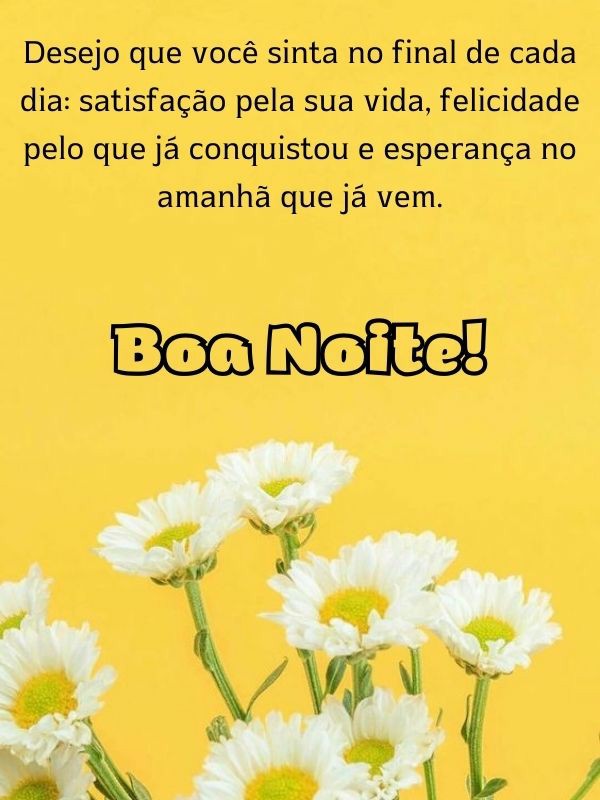 Desejo que você sinta no final de cada
dia: satisfação pela sua vida, felicidade
pelo que já conquistou e esperança no
amanhã que já vem.
Boa Noite!